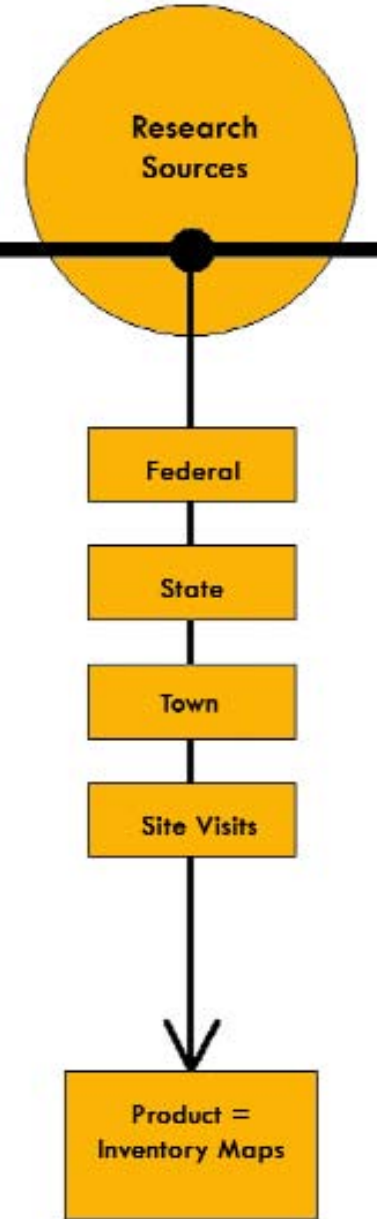 Research
Sources
Federal
State
Town
Site Visits
Product =
Inventory Maps